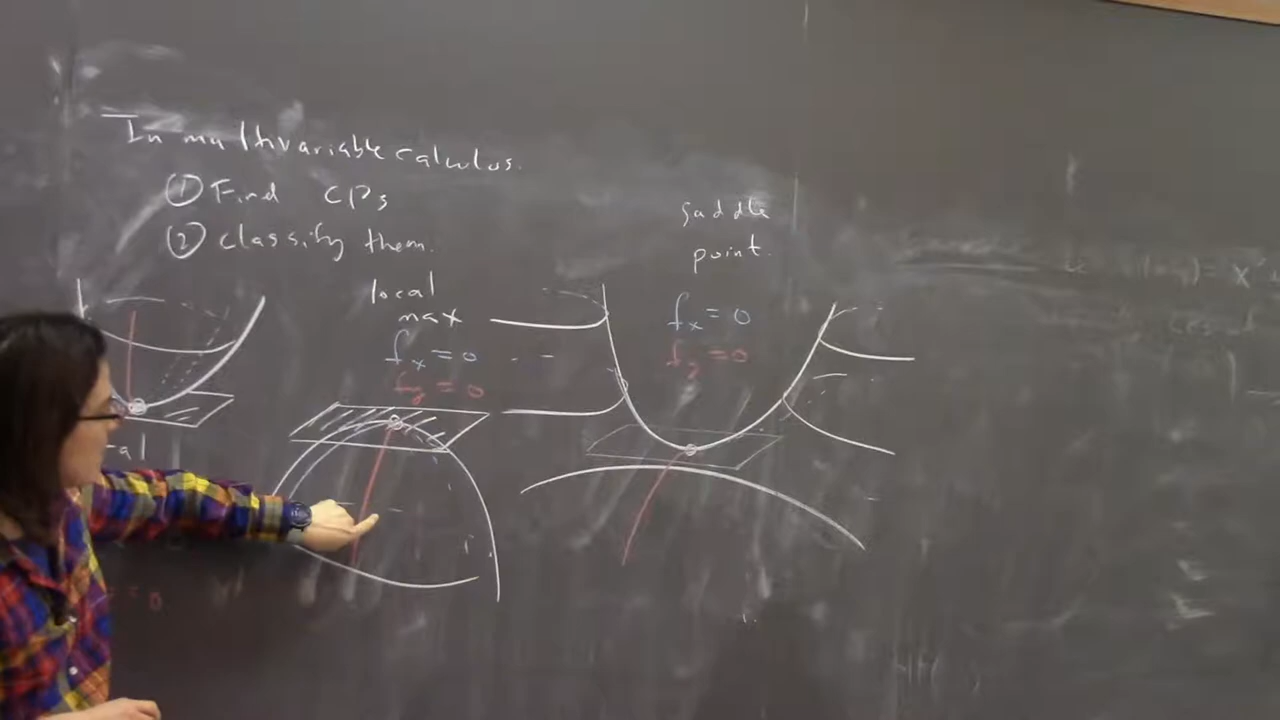 In multivariable calculus.
① Find CPs
② classify them.
local
max
fx = 0
fy = 0
saddle
point.
fx = 0
fy = 0
= 0